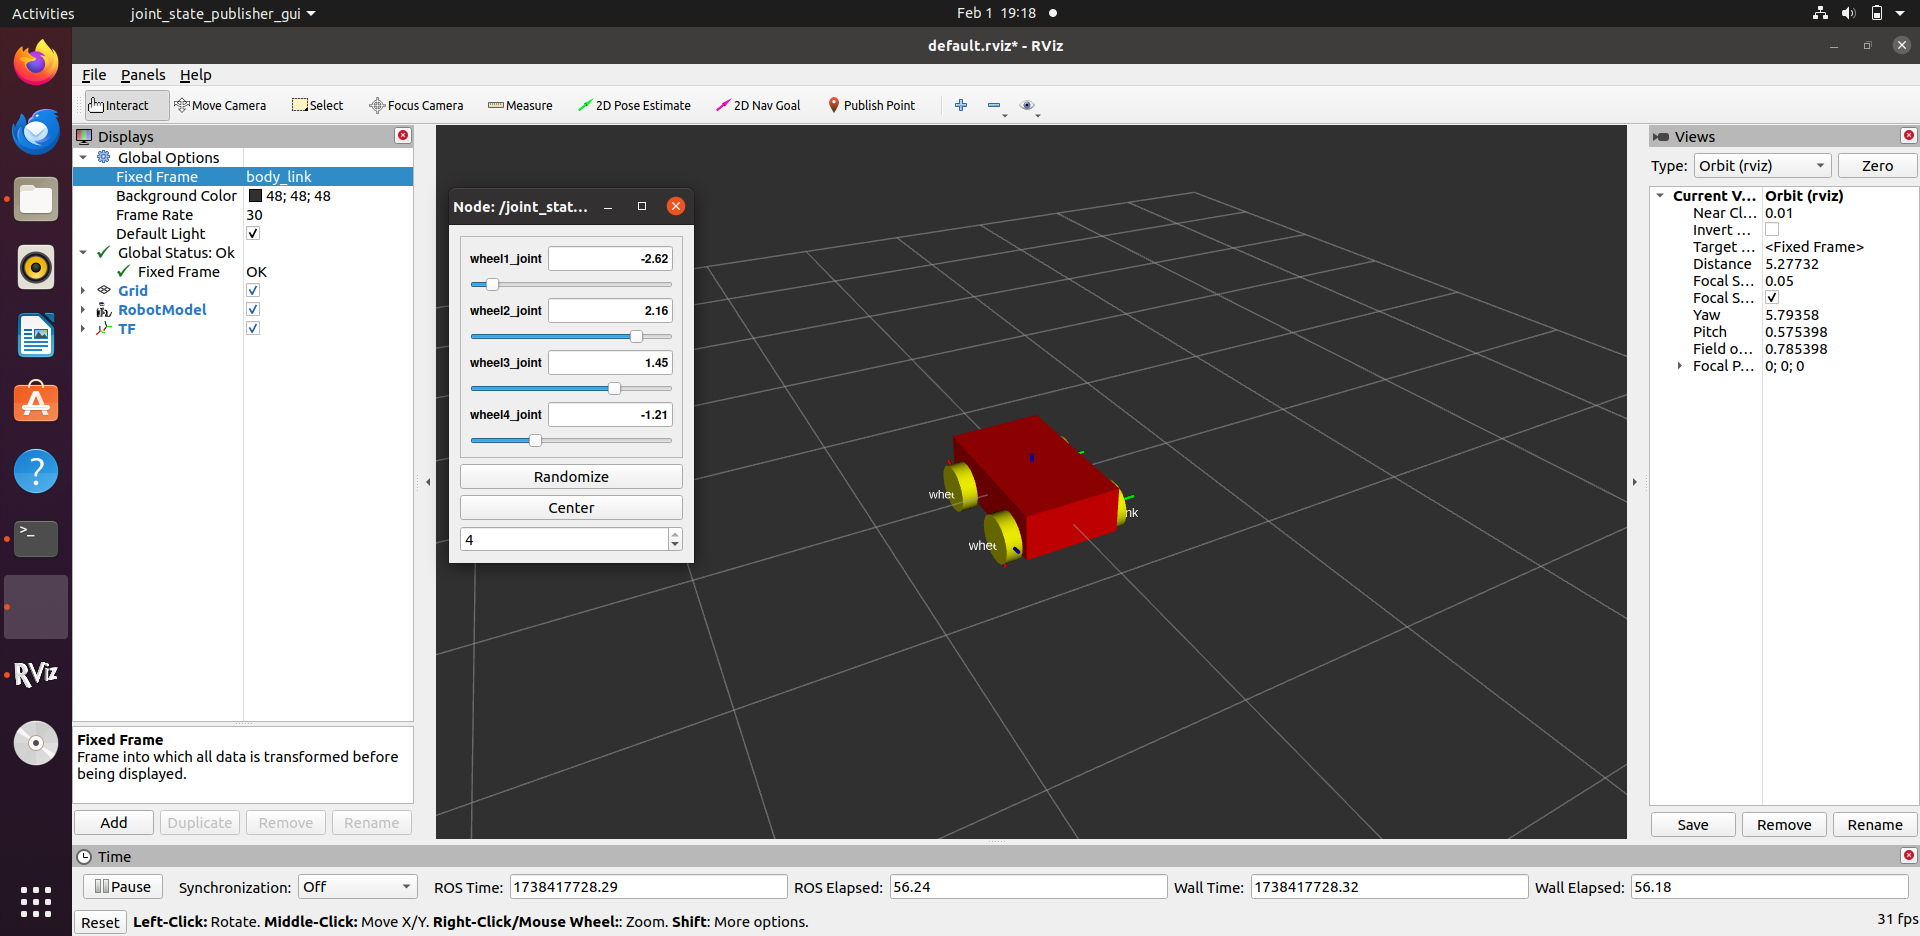 Activities
joint_state_publisher_gui
Feb 1 19:18
default.rviz* - RViz
File Panels Help
Interact Move Camera Select Focus Camera Measure 2D Pose Estimate 2D Nav Goal Publish Point
Displays
Global Options
Fixed Frame body_link
Background Color 48; 48; 48
Frame Rate 30
Default Light
Global Status: Ok
Fixed Frame OK
Grid
RobotModel
TF
Fixed Frame
Frame into which all data is transformed before
being displayed.
Add Duplicate Remove Rename
Node: /joint_stat...
wheel1_joint -2.62
wheel2_joint 2.16
wheel3_joint 1.45
wheel4_joint -1.21
Randomize
Center
4
whee
whee
nk
Views
Type: Orbit (rviz) Zero
Current V... Orbit (rviz)
Near Cl... 0.01
Invert ...
Target ... <Fixed Frame>
Distance 5.27732
Focal S... 0.05
Focal S...
Yaw 5.79358
Pitch 0.575398
Field o... 0.785398
Focal P... 0; 0; 0
Save Remove Rename
RViz
Time
Pause Synchronization: Off ROS Time: 1738417728.29 ROS Elapsed: 56.24 Wall Time: 1738417728.32 Wall Elapsed: 56.18
Reset Left-Click: Rotate. Middle-Click: Move X/Y. Right-Click/Mouse Wheel:: Zoom. Shift: More options.
31 fps